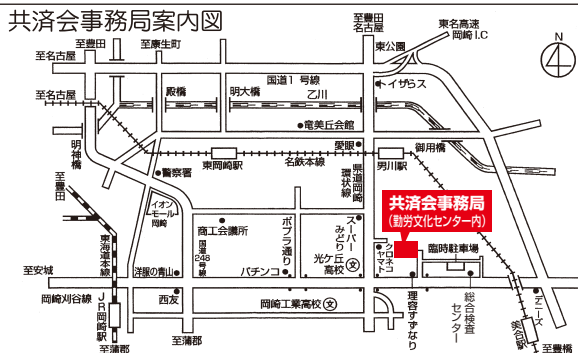 共済会事務局案内図
至豊田
至康生町
至豊田
名古屋
東名高速
岡崎I.C
N
至名古屋
東公園
国道1号線
イザらス
至名古屋
殿橋
明大橋
乙川
竜美丘会館
明神橋
愛眼
御用橋
東岡崎駅
名鉄本線
男川駅
警察署
県道岡崎
環状線
至豊田
イオン
モール
岡崎
共済会事務局
(勤労文化センター内)
商工会議所
国道248号線
ポプラ通り
スーパー
みどり
光ケ丘
高校
文
クロネコ
ヤマト
臨時駐車場
東海道本線
至安城
洋服の青山
パチンコ
岡崎刈谷線
西友
岡崎工業高校
文
理容すずなり
総合検査
センター
デニーズ
JR岡崎駅
美合駅
至蒲郡
至蒲郡
至豊橋